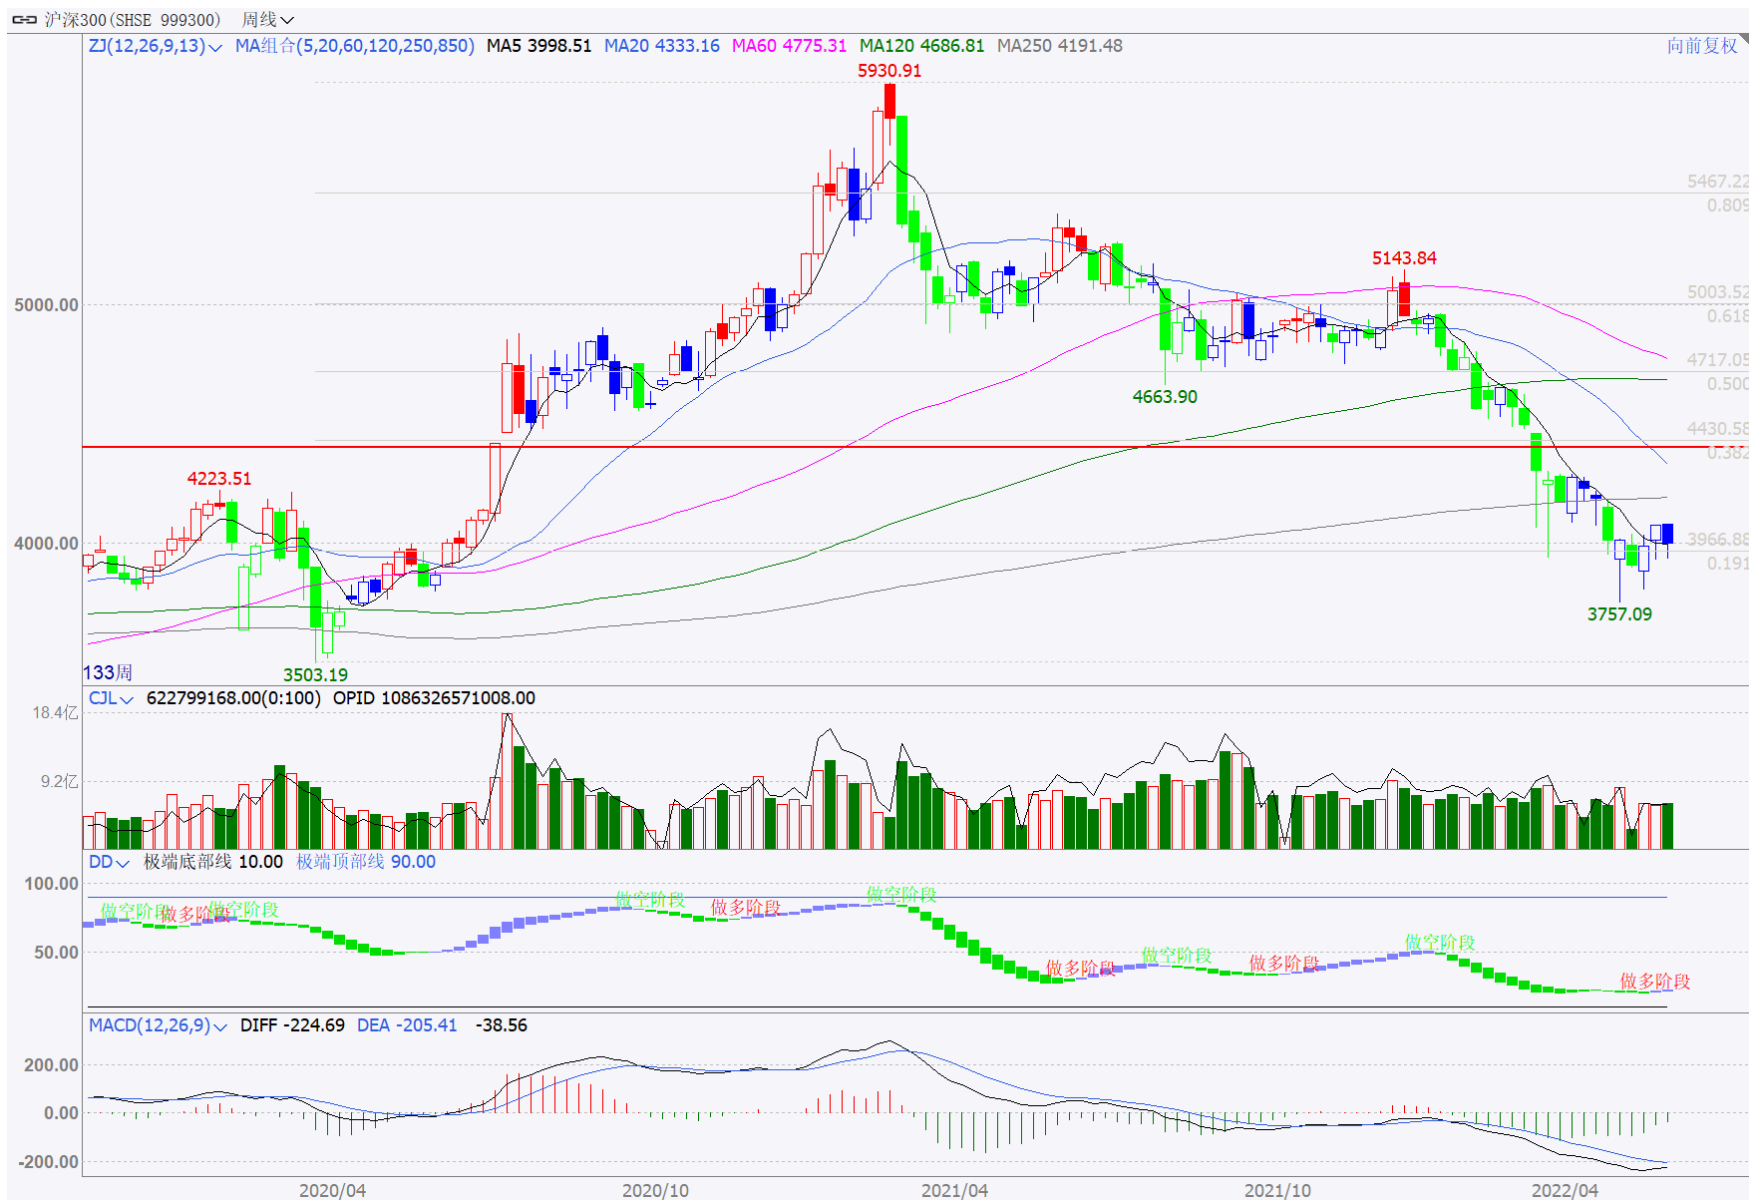 沪深300(SHSE 999300) 周线
ZJ(12,26,9,13) MA组合(5,20,60,120,250,850) MA5 3998.51 MA20 4333.16 MA60 4775.31 MA120 4686.81 MA250 4191.48 向前复权
5930.91
5467.22
0.809
5143.84
5000.00
5003.52
0.618
4717.05
0.500
4663.90
4430.58
0.382
4223.51
4000.00
3966.88
0.191
3757.09
133周
3503.19
CJL 622799168.00(0:100) OPID 1086326571008.00
18.4亿
9.2亿
DD 极端底部线 10.00 极端顶部线 90.00
100.00
做空阶段 做多阶段 做空阶段 做空阶段 做多阶段 做空阶段
50.00
做多阶段 做空阶段 做多阶段 做空阶段 做多阶段
MACD(12,26,9) DIFF -224.69 DEA -205.41 -38.56
200.00
0.00
-200.00
2020/04 2020/10 2021/04 2021/10 2022/04